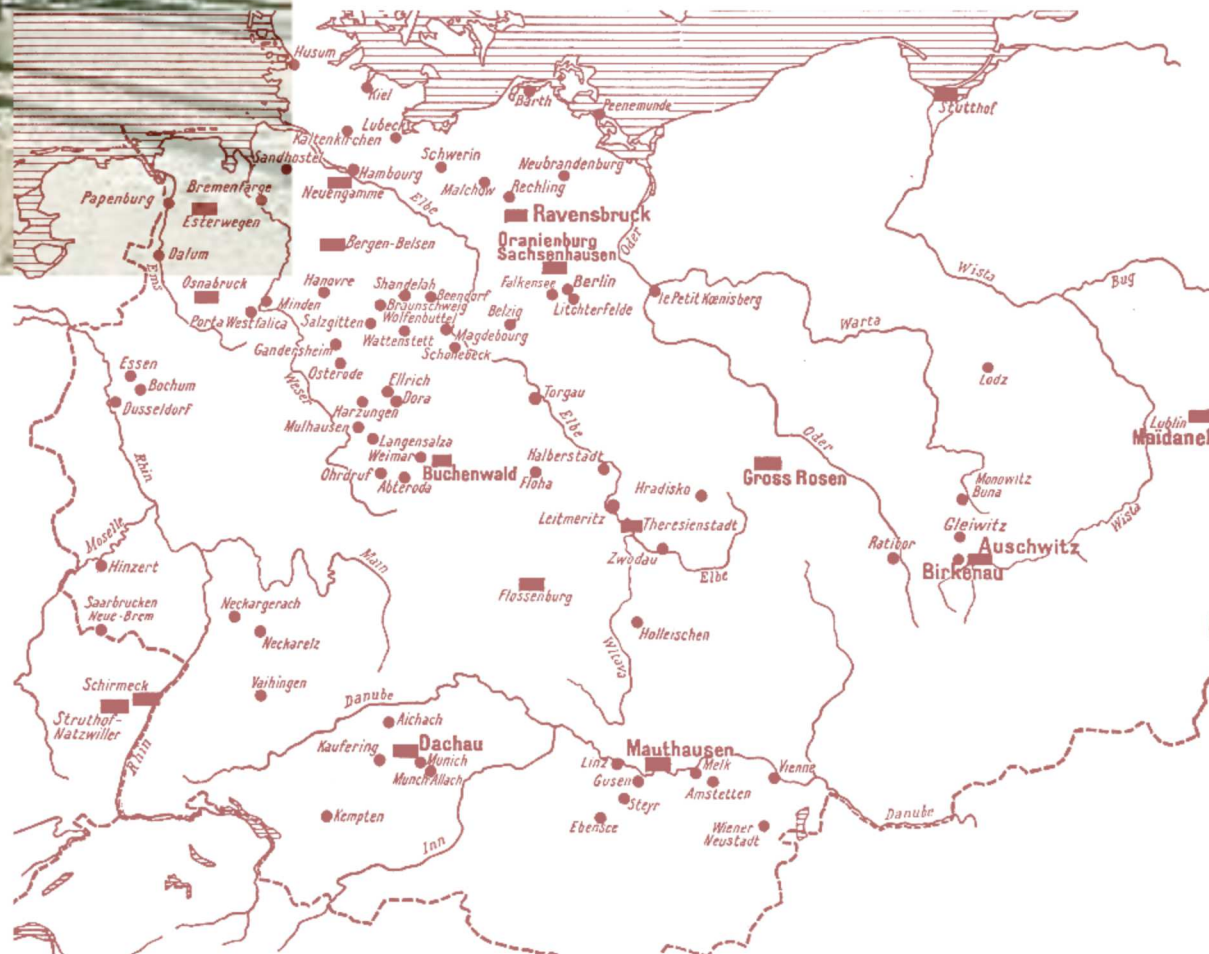 Husum
Kiel
Barth
Peenemunde
Stutthof
Lubeck
Kaltenkirchen
Sandhostel
Hambourg
Schwerin
Neubrandenburg
Malchow
Rechling
Neuengamme
Elbe
Papenburg
Bremenfarge
Esterwegen
Ravensbruck
Oder
Dalum
Bergen-Belsen
Oranienburg
Sachsenhausen
Ems
Osnabruck
Minden
Porta Westfalica
Hanovre
Shandelah
Beendorf
Braunschweig
Wolfenbuttel
Salzgitten
Wattenstett
Magdebourg
Schonebeck
Falkensee
Berlin
Litchterfelde
Belzig
le Petit Kœnisberg
Wista
Bug
Warta
Gandersheim
Osterode
Weser
Essen
Bochum
Dusseldorf
Ellrich
Dora
Harzungen
Mulhausen
Langensalza
Weimar
Buchenwald
Ohrdruf
Abteroda
Torgau
Elbe
Halberstadt
Floha
Lodz
Lublin
Maïdanek
Oder
Gross Rosen
Hradisko
Leitmeritz
Theresienstadt
Zwodau
Elbe
Monowitz
Buna
Gleiwitz
Auschwitz
Birkenau
Ratibor
Wista
Rhin
Moselle
Hinzert
Main
Saarbrucken
Neue-Brem
Neckargerach
Neckarelz
Flossenburg
Holleischen
Witava
Schirmeck
Struthof-
Natzwiller
Vaihingen
Rhin
Danube
Aichach
Kaufering
Dachau
Munich
Munch Allach
Kempten
Inn
Mauthausen
Linz
Gusen
Melk
Amstetten
Vienne
Steyr
Ebensee
Wiener
Neustadt
Danube